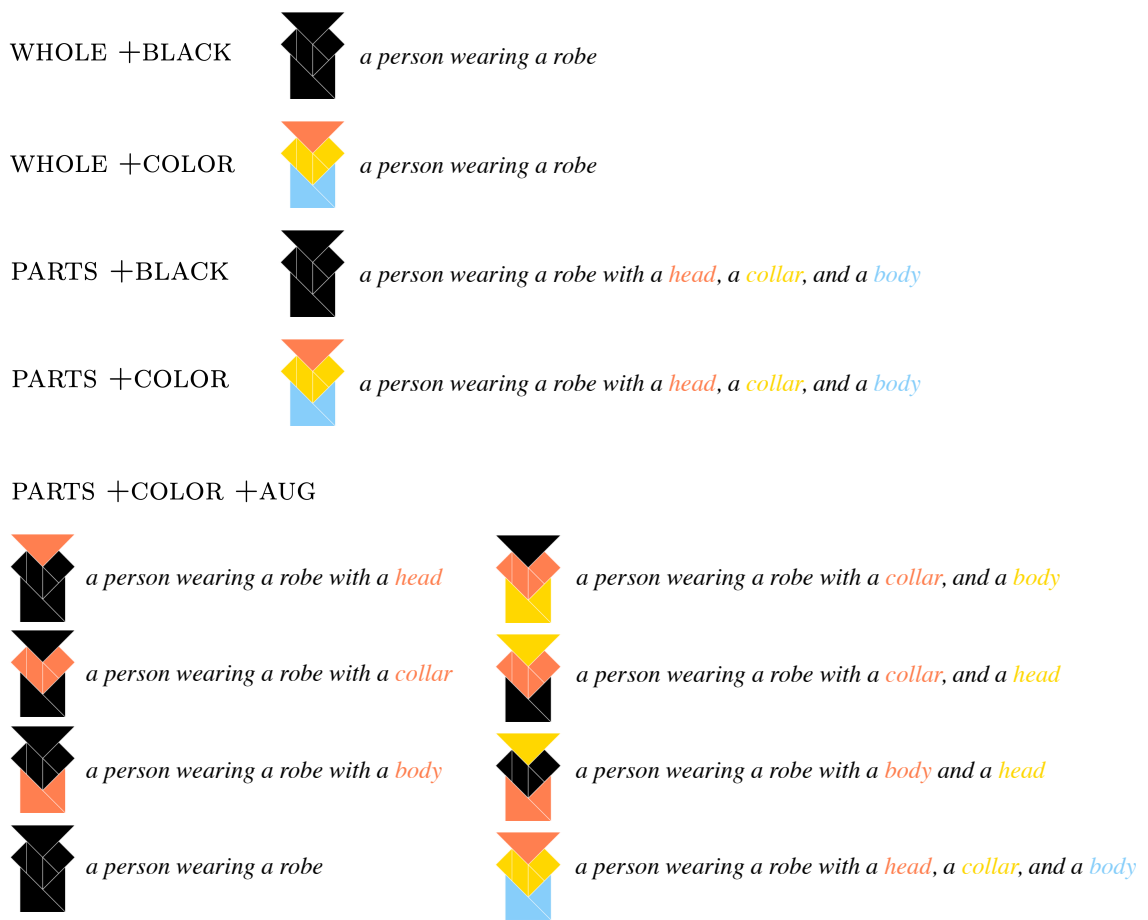 WHOLE +BLACK
a person wearing a robe
WHOLE +COLOR
a person wearing a robe
PARTS +BLACK
a person wearing a robe with a head, a collar, and a body
PARTS +COLOR
a person wearing a robe with a head, a collar, and a body
PARTS +COLOR +AUG
a person wearing a robe with a head
a person wearing a robe with a collar
a person wearing a robe with a body
a person wearing a robe
a person wearing a robe with a collar, and a body
a person wearing a robe with a collar, and a head
a person wearing a robe with a body and a head
a person wearing a robe with a head, a collar, and a body